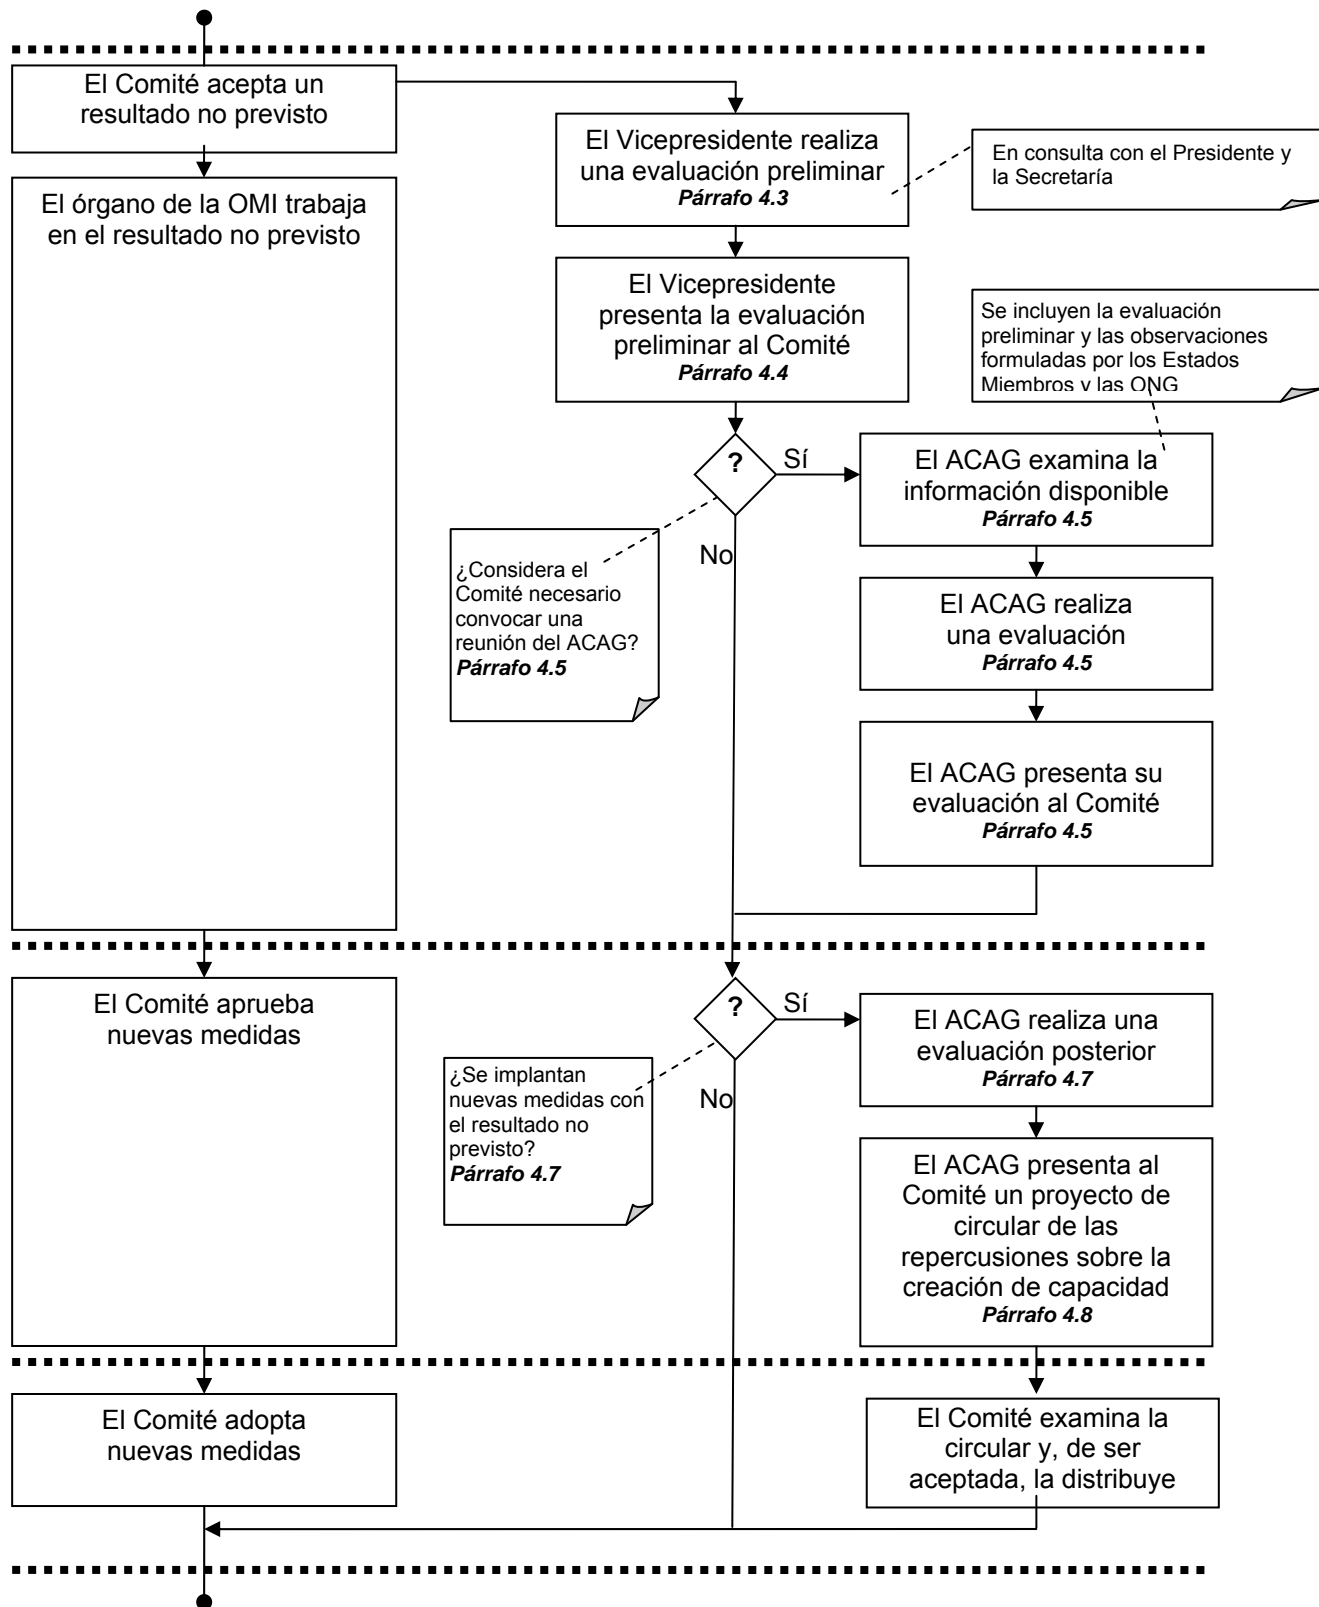 El Comité acepta un
resultado no previsto
El Vicepresidente realiza
una evaluación preliminar
Párrafo 4.3
En consulta con el Presidente y
la Secretaría
El órgano de la OMI trabaja
en el resultado no previsto
El Vicepresidente
presenta la evaluación
preliminar al Comité
Párrafo 4.4
Se incluyen la evaluación
preliminar y las observaciones
formuladas por los Estados
Miembros y las ONG
?
Sí
No
¿Considera el
Comité necesario
convocar una
reunión del ACAG?
Párrafo 4.5
El ACAG examina la
información disponible
Párrafo 4.5
El ACAG realiza
una evaluación
Párrafo 4.5
El ACAG presenta su
evaluación al Comité
Párrafo 4.5
El Comité aprueba
nuevas medidas
?
Sí
No
¿Se implantan
nuevas medidas con
el resultado no
previsto?
Párrafo 4.7
El ACAG realiza una
evaluación posterior
Párrafo 4.7
El ACAG presenta al
Comité un proyecto de
circular de las
repercusiones sobre la
creación de capacidad
Párrafo 4.8
El Comité adopta
nuevas medidas
El Comité examina la
circular y, de ser
aceptada, la distribuye